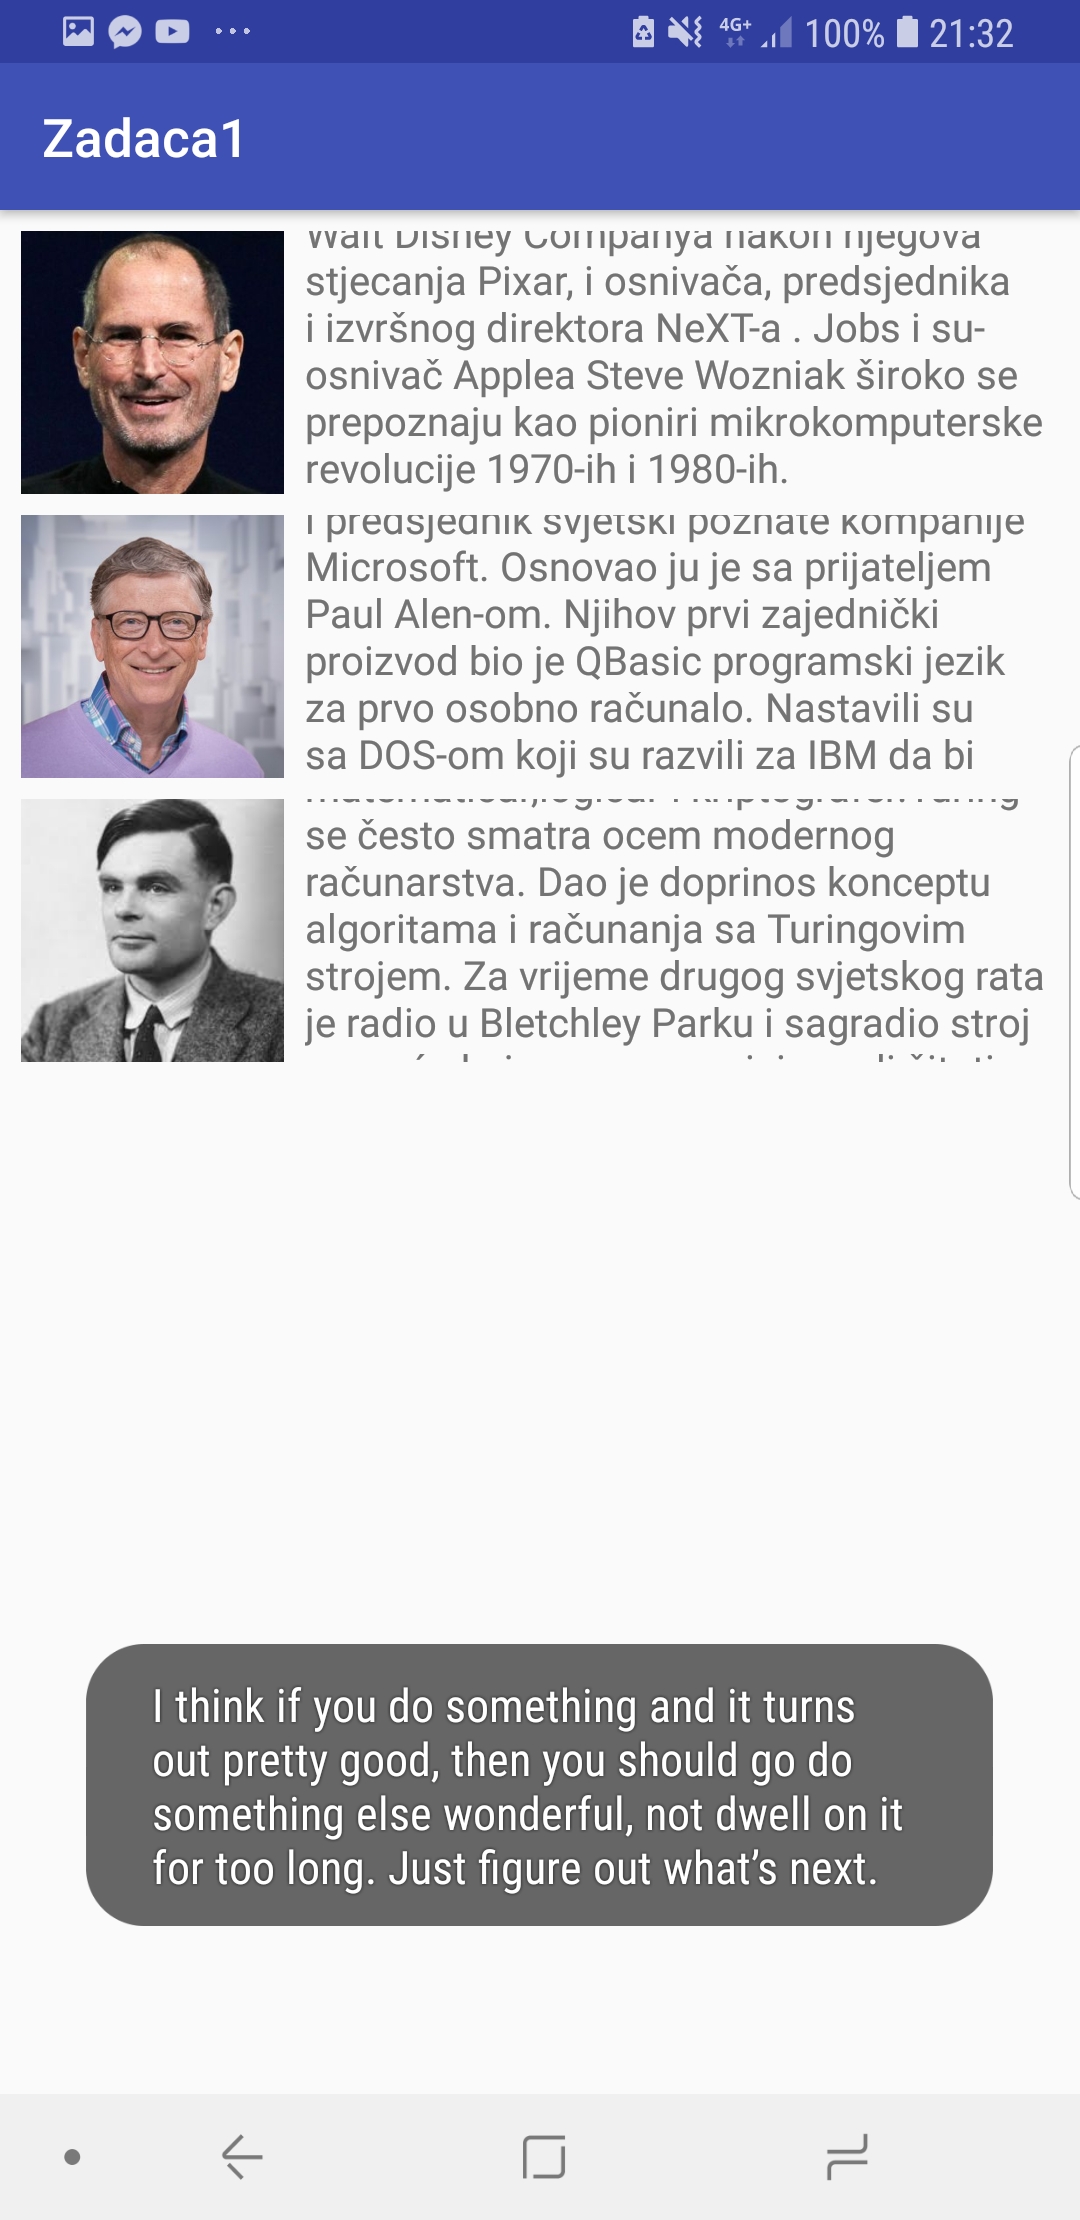 100% 21:32
4G+
Zadaca1
Walt Disney Companya nakon njegova
stjecanja Pixar, i osnivača, predsjednika
i izvršnog direktora NeXT-a . Jobs i su-
osnivač Applea Steve Wozniak široko se
prepoznaju kao pioniri mikrokomputerske
revolucije 1970-ih i 1980-ih.
i predsjednik svjetski poznate kompanije
Microsoft. Osnovao ju je sa prijateljem
Paul Alen-om. Njihov prvi zajednički
proizvod bio je QBasic programski jezik
za prvo osobno računalo. Nastavili su
sa DOS-om koji su razvili za IBM da bi
se često smatra ocem modernog
računarstva. Dao je doprinos konceptu
algoritama i računanja sa Turingovim
strojem. Za vrijeme drugog svjetskog rata
je radio u Bletchley Parku i sagradio stroj
I think if you do something and it turns
out pretty good, then you should go do
something else wonderful, not dwell on it
for too long. Just figure out what’s next.